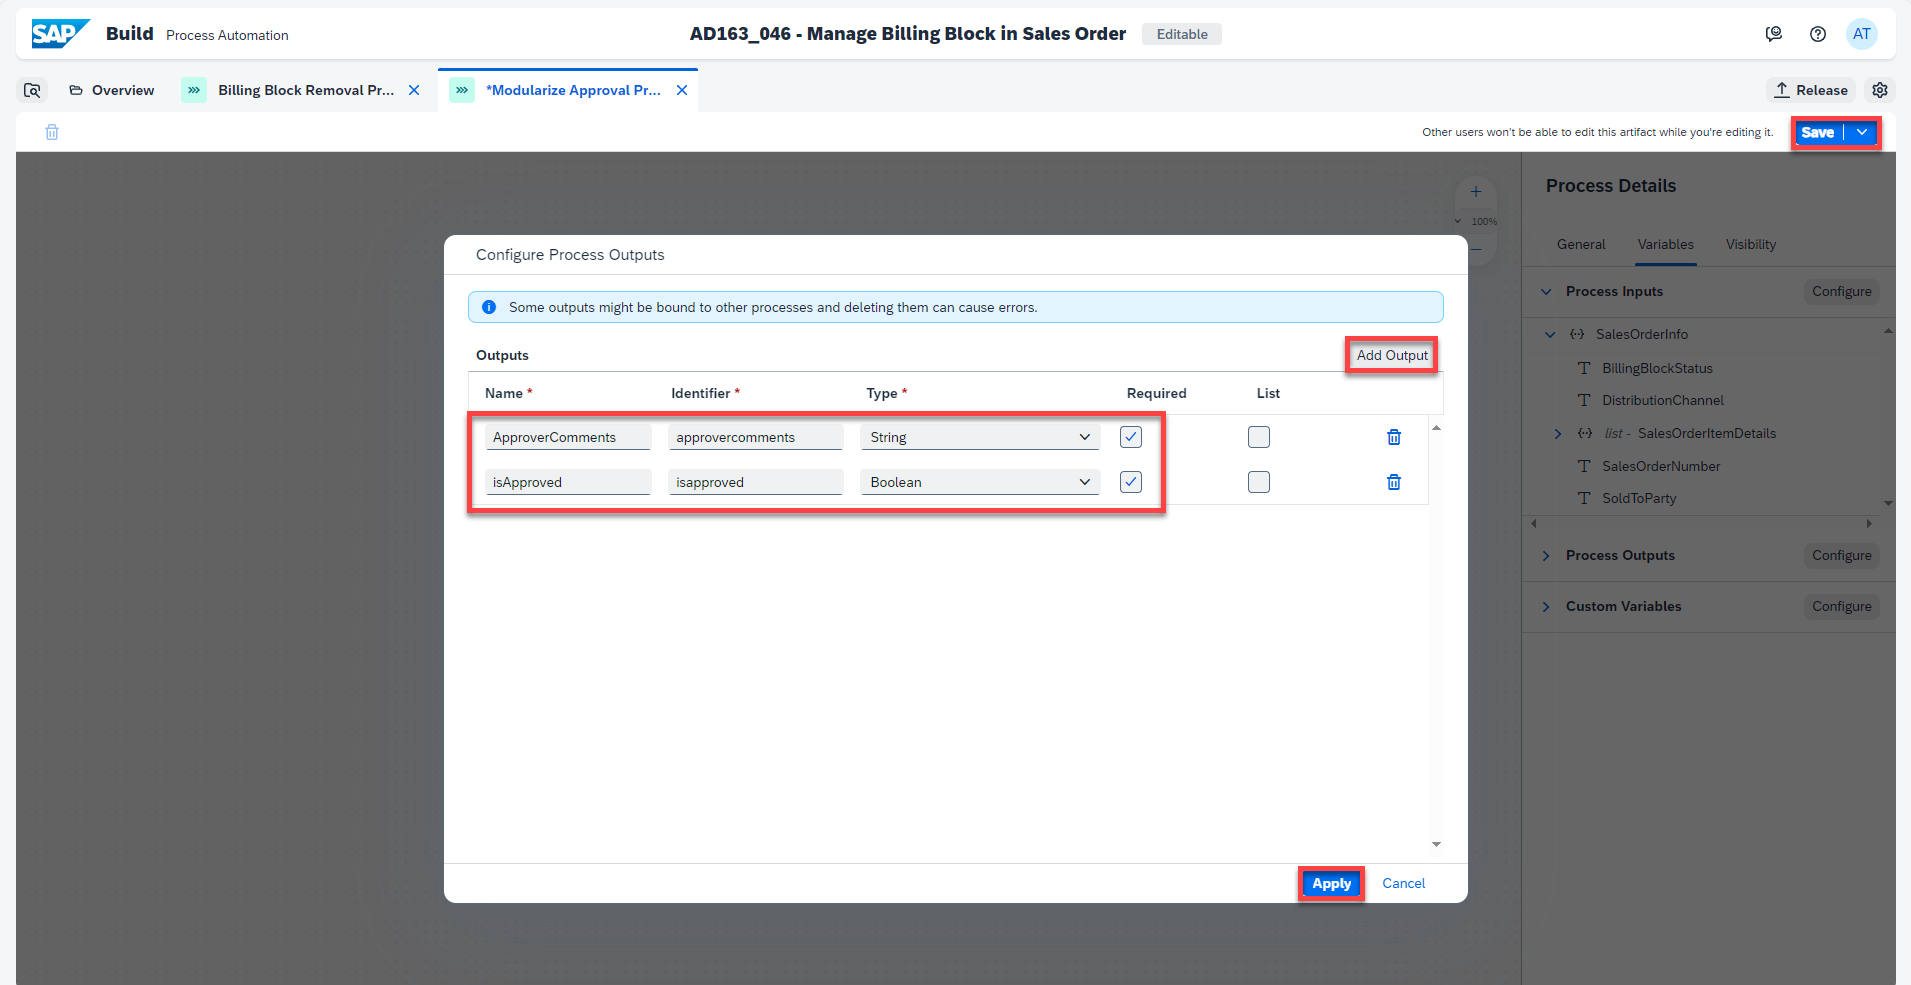 SAP Build Process Automation
AD163_046 - Manage Billing Block in Sales Order Editable
AT
Overview
Billing Block Removal Pr...
*Modularize Approval Pr...
Release
Other users won't be able to edit this artifact while you're editing it.
Save
100%
Process Details
General Variables Visibility
Process Inputs Configure
SalesOrderInfo
BillingBlockStatus
DistributionChannel
list - SalesOrderItemDetails
SalesOrderNumber
SoldToParty
Process Outputs Configure
Custom Variables Configure
Configure Process Outputs
Some outputs might be bound to other processes and deleting them can cause errors.
Outputs Add Output
Name * Identifier * Type * Required List
ApproverComments approvercomments String
isApproved isapproved Boolean
Apply Cancel